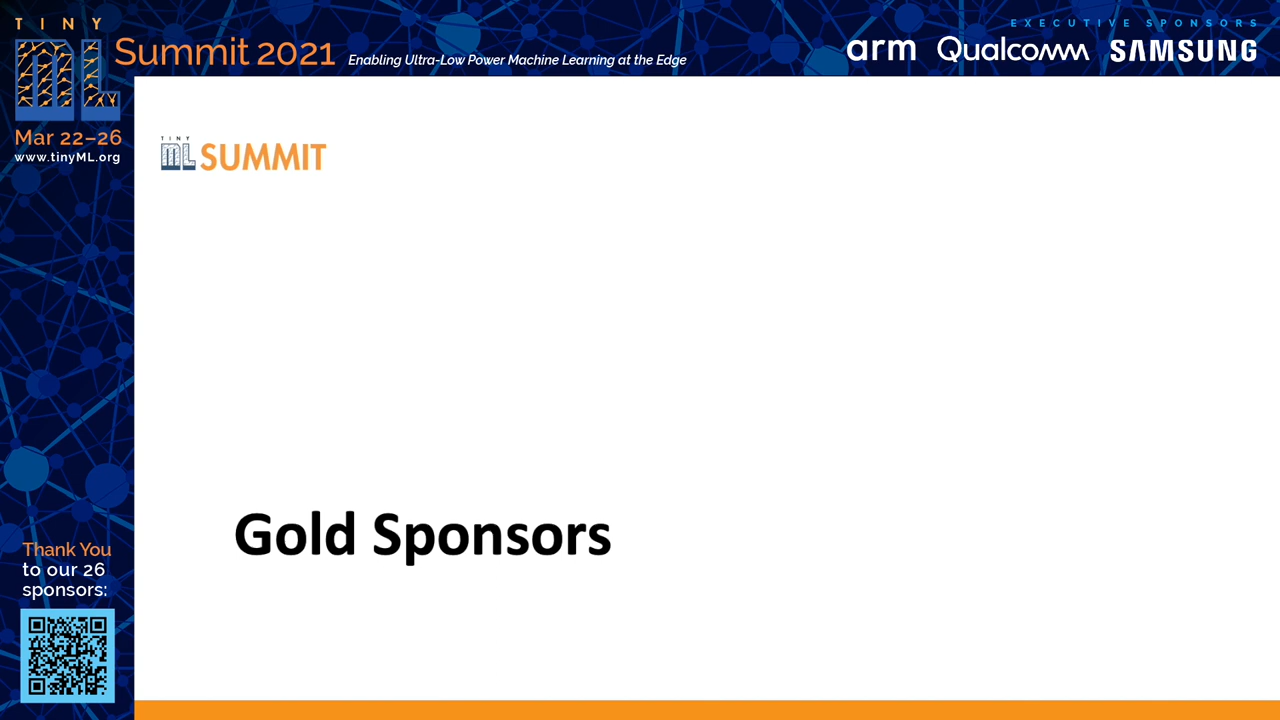 TINY
ML Summit 2021
Enabling Ultra-Low Power Machine Learning at the Edge
EXECUTIVE SPONSORS
arm Qualcomm SAMSUNG
Mar 22–26
www.tinyML.org
TINY
ML SUMMIT
Gold Sponsors
Thank You
to our 26
sponsors: